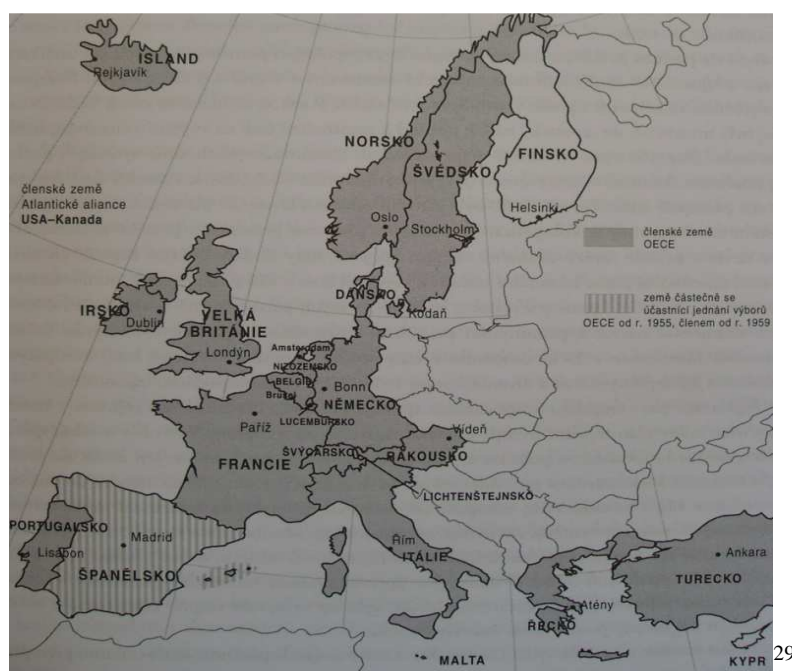 ISLAND
Rejkjavík
NORSKO
ŠVÉDSKO
FINSKO
členské země
Atlantické aliance
USA–Kanada
Oslo
Stockholm
Helsinki
členské země
OECE
IRSKO
Dublin
VELKÁ
BRITÁNIE
Londýn
DÁNSKO
Kodaň
země částečně se
účastnící jednání výborů
OECE od r. 1955, členem od r. 1959
Amsterodam
NIZOZEMSKO
BELGIE
Brusel
Bonn
NĚMECKO
LUCEMBURSKO
Paříž
FRANCIE
ŠVÝCARSKO
Vídeň
RAKOUSKO
LICHTENŠTEJNSKO
PORTUGALSKO
Lisabon
Madrid
ŠPANĚLSKO
Řím
ITÁLIE
Ankara
TURECKO
Atény
ŘECKO
MALTA
KYPR
29